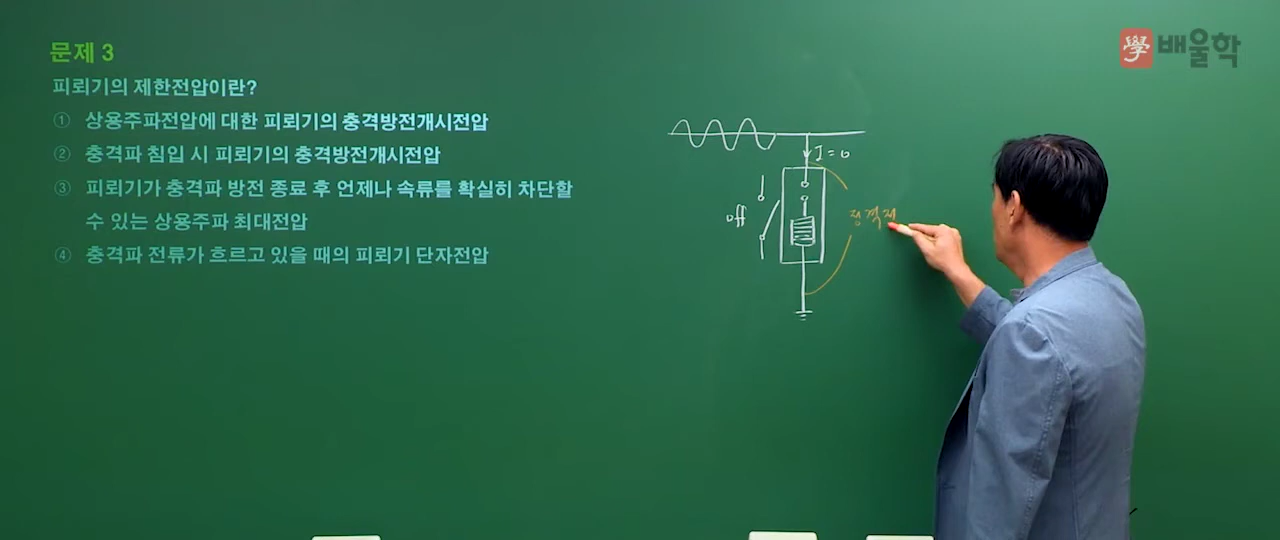 문제 3
피뢰기의 제한전압이란?
① 상용주파전압에 대한 피뢰기의 충격방전개시전압
② 충격파 침입 시 피뢰기의 충격방전개시전압
③ 피뢰기가 충격파 방전 종료 후 언제나 속류를 확실히 차단할
수 있는 상용주파 최대전압
④ 충격파 전류가 흐르고 있을 때의 피뢰기 단자전압
學 배울학
I = 0
off
정격저